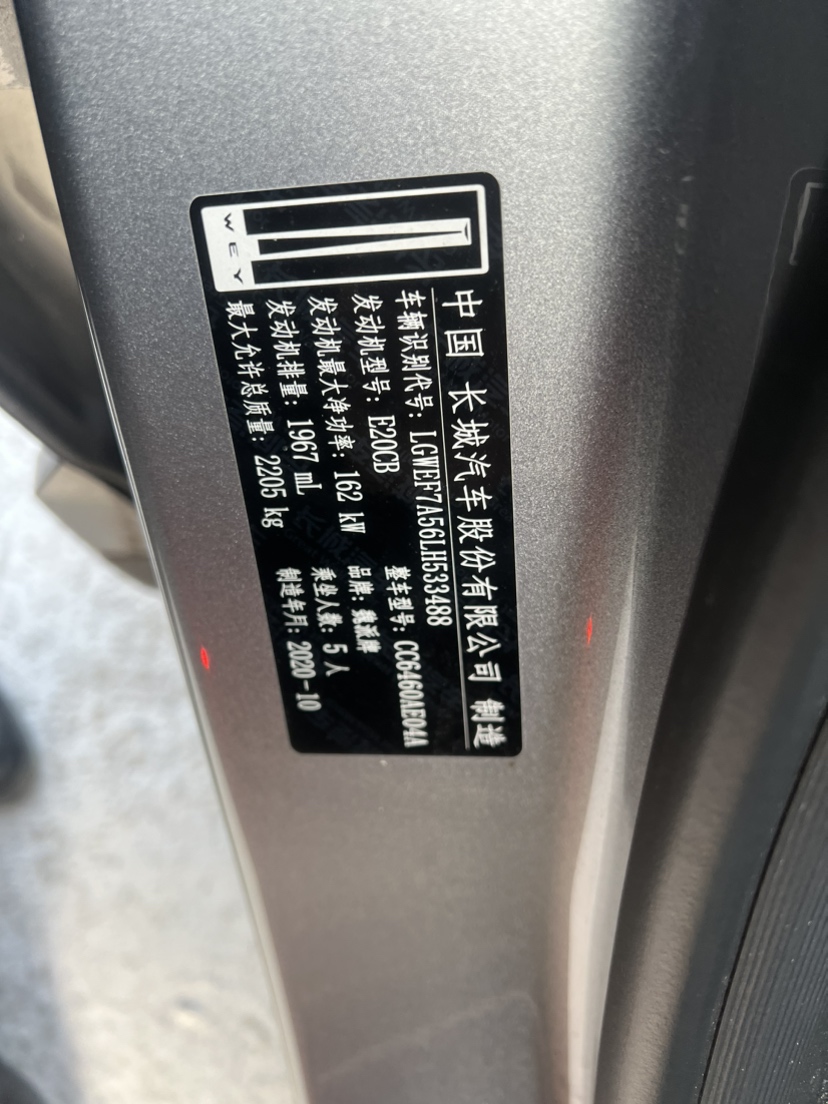 WEY
中国 长城汽车股份有限公司 制造
车辆识别代号: LGWEF7A56LH533488
发动机型号: E20CB 整车型号: CC6460AE04A
发动机最大净功率: 162 kW 品牌: 魏派牌
发动机排量: 1967 mL 乘坐人数: 5 人
最大允许总质量: 2205 kg 制造年月: 2020-10